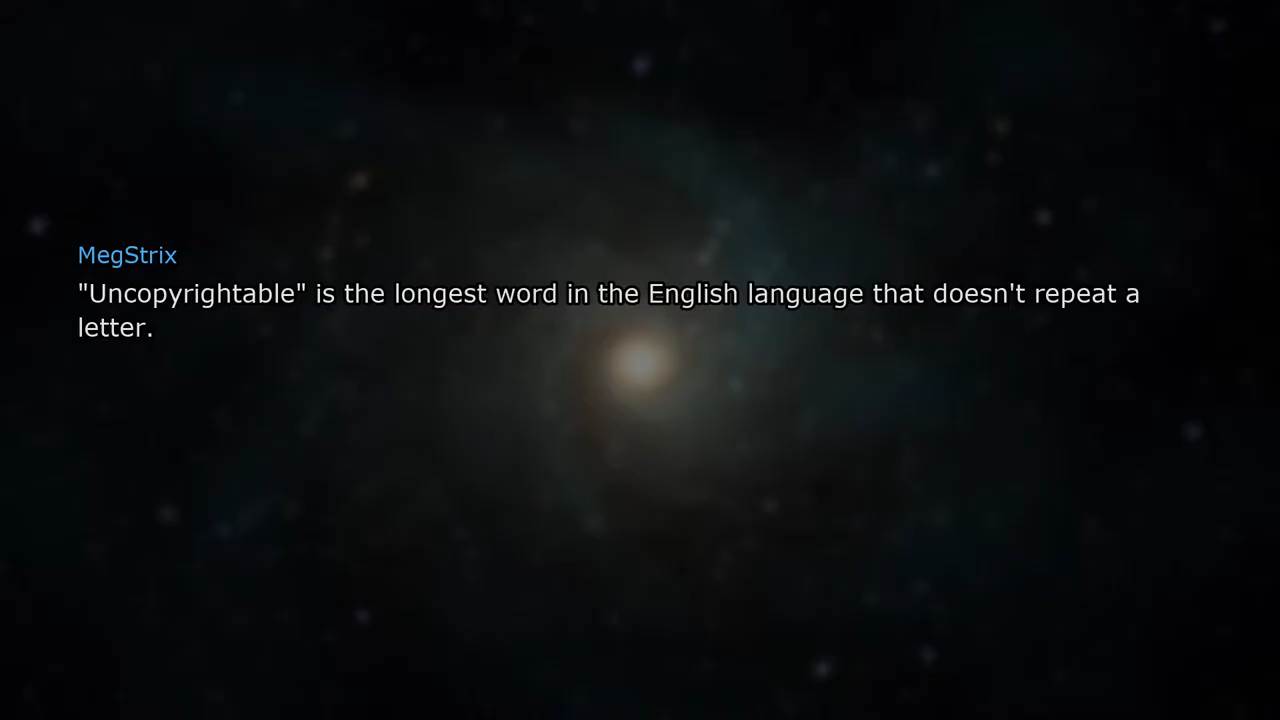 MegStrix
"Uncopyrightable" is the longest word in the English language that doesn't repeat a
letter.